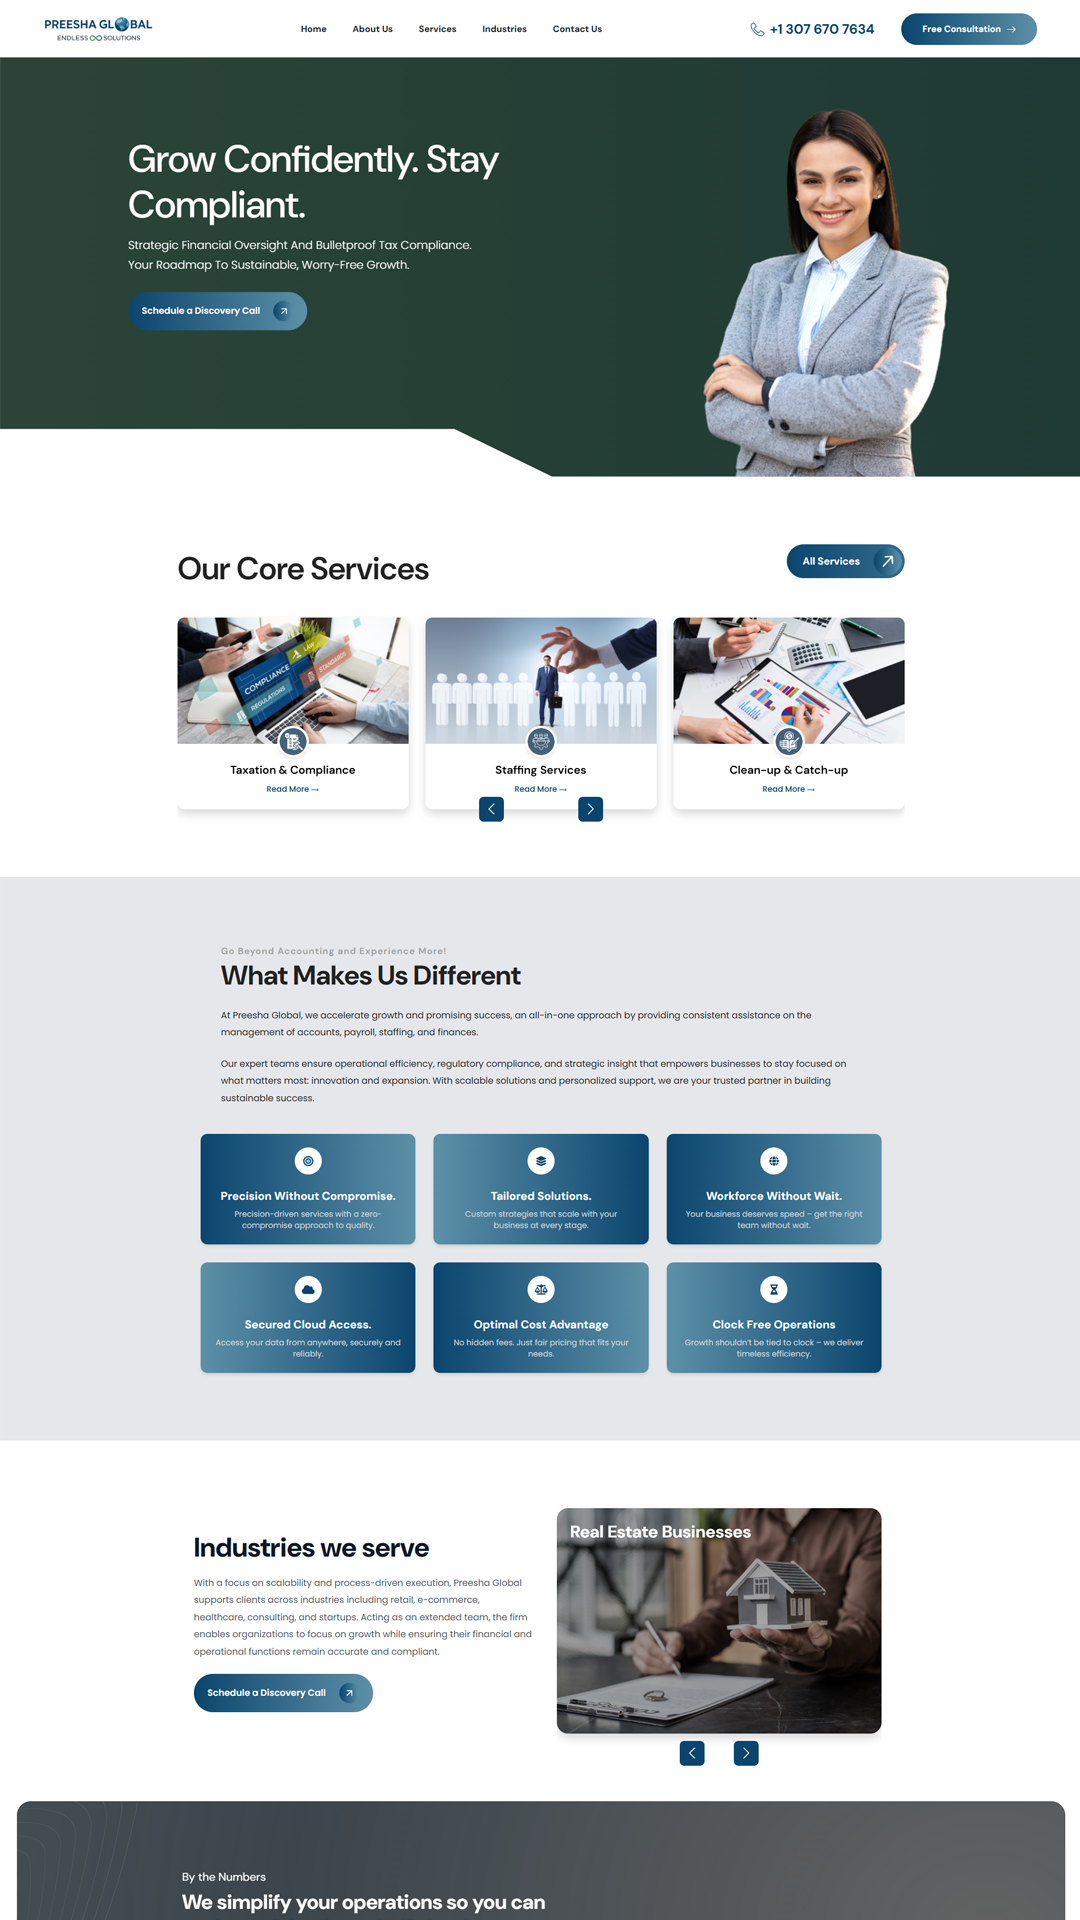 PREESHA GLOBAL
ENDLESS SOLUTIONS
Home
About Us
Services
Industries
Contact Us
+1 307 670 7634
Free Consultation →
Grow Confidently. Stay
Compliant.
Strategic Financial Oversight And Bulletproof Tax Compliance.
Your Roadmap To Sustainable, Worry-Free Growth.
Schedule a Discovery Call
Our Core Services
All Services
LAW
COMPLIANCE
STANDARDS
REGULATIONS
Taxation & Compliance
Read More →
Staffing Services
Read More →
Clean-up & Catch-up
Read More →
Go Beyond Accounting and Experience More!
What Makes Us Different
At Preesha Global, we accelerate growth and promising success, an all-in-one approach by providing consistent assistance on the
management of accounts, payroll, staffing, and finances.
Our expert teams ensure operational efficiency, regulatory compliance, and strategic insight that empowers businesses to stay focused on
what matters most: innovation and expansion. With scalable solutions and personalized support, we are your trusted partner in building
sustainable success.
Precision Without Compromise.
Precision-driven services with a zero-
compromise approach to quality.
Tailored Solutions.
Custom strategies that scale with your
business at every stage.
Workforce Without Wait.
Your business deserves speed – get the right
team without wait.
Secured Cloud Access.
Access your data from anywhere, securely and
reliably.
Optimal Cost Advantage
No hidden fees. Just fair pricing that fits your
needs.
Clock Free Operations
Growth shouldn't be tied to clock – we deliver
timeless efficiency.
Industries we serve
With a focus on scalability and process-driven execution, Preesha Global
supports clients across industries including retail, e-commerce,
healthcare, consulting, and startups. Acting as an extended team, the firm
enables organizations to focus on growth while ensuring their financial and
operational functions remain accurate and compliant.
Schedule a Discovery Call
Real Estate Businesses
By the Numbers
We simplify your operations so you can